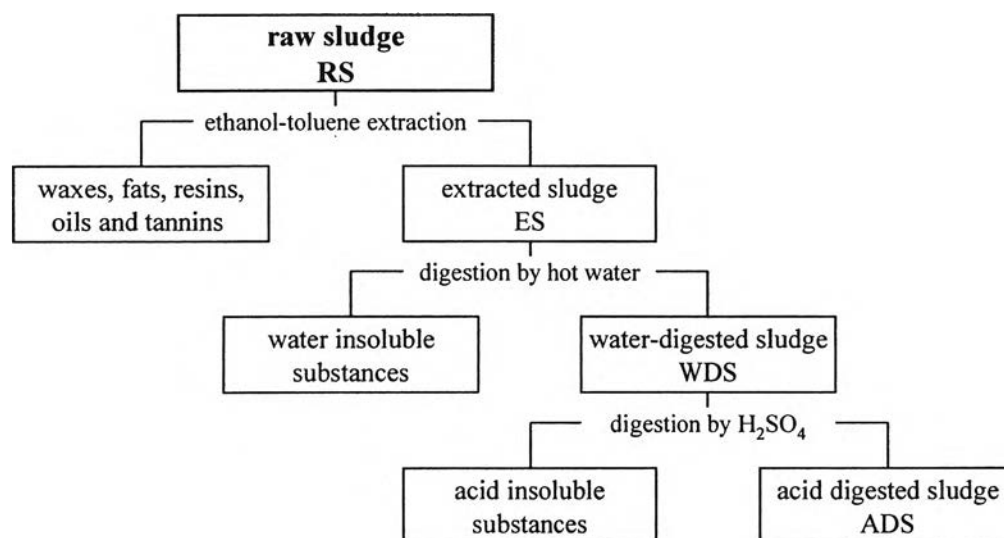 raw sludge
RS
ethanol-toluene extraction
waxes, fats, resins,
oils and tannins
extracted sludge
ES
digestion by hot water
water insoluble
substances
water-digested sludge
WDS
digestion by H₂SO₄
acid insoluble
substances
acid digested sludge
ADS